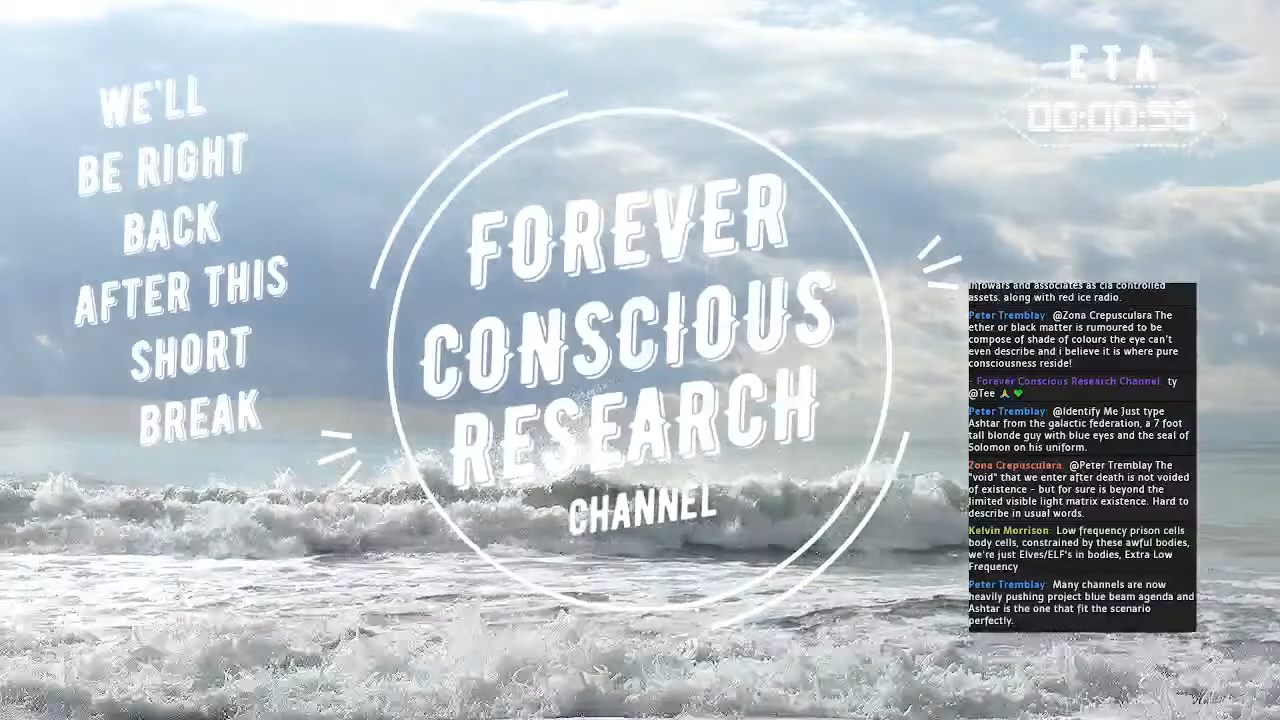 WE'LL
BE RIGHT
BACK
AFTER THIS
SHORT
BREAK
FOREVER
CONSCIOUS
RESEARCH
CHANNEL
ETA
00:00:55
infowars and associates as cia controlled
assets. along with red ice radio.
Peter Tremblay: @Zona Crepusculara The
ether or black matter is rumoured to be
compose of shade of colours the eye can't
even describe and i believe it is where pure
consciousness reside!
- Forever Conscious Research Channel: ty
@Tee 🙏 💚
Peter Tremblay: @Identify Me Just type
Ashtar from the galactic federation, a 7 foot
tall blonde guy with blue eyes and the seal of
Solomon on his uniform.
Zona Crepusculara: @Peter Tremblay The
"void" that we enter after death is not voided
of existence - but for sure is beyond the
limited visible light matrix existence. Hard to
describe in usual words.
Kelvin Morrison: Low frequency prison cells
body cells, constrained by these awful bodies,
we're just Elves/ELF's in bodies, Extra Low
Frequency
Peter Tremblay: Many channels are now
heavily pushing project blue beam agenda and
Ashtar is the one that fit the scenario
perfectly.